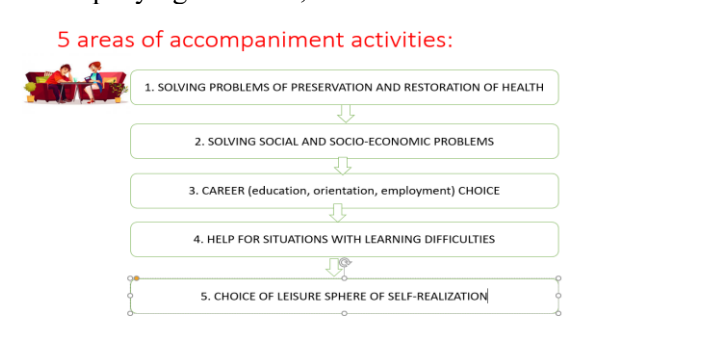 5 areas of accompaniment activities:
1. SOLVING PROBLEMS OF PRESERVATION AND RESTORATION OF HEALTH
2. SOLVING SOCIAL AND SOCIO-ECONOMIC PROBLEMS
3. CAREER (education, orientation, employment) CHOICE
4. HELP FOR SITUATIONS WITH LEARNING DIFFICULTIES
5. CHOICE OF LEISURE SPHERE OF SELF-REALIZATION